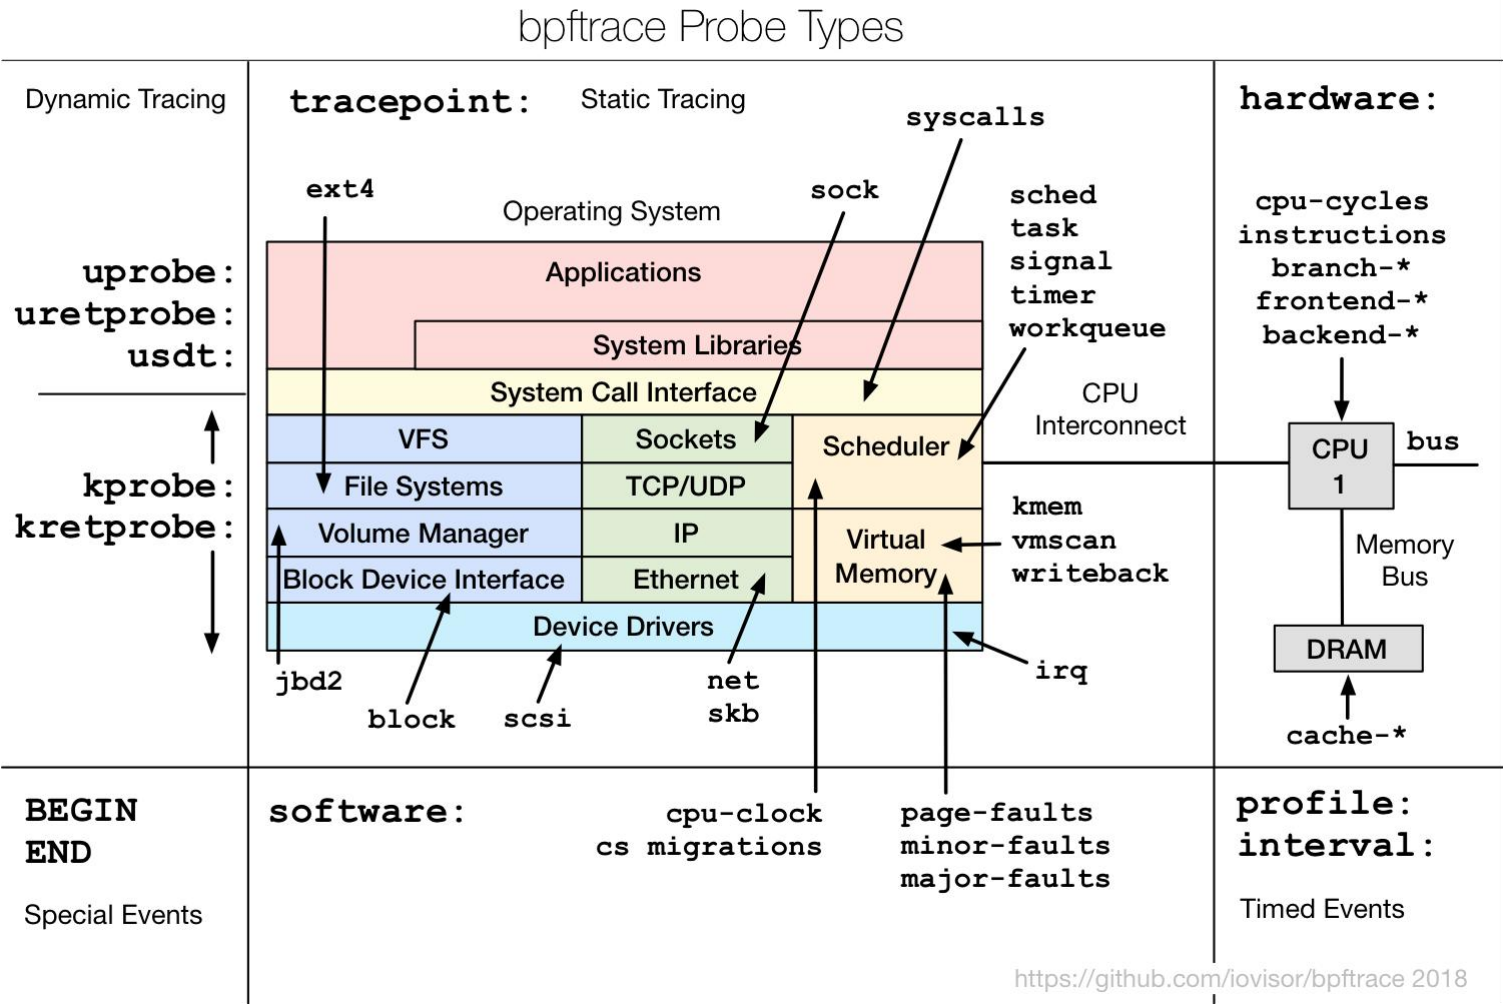 bpftrace Probe Types
Dynamic Tracing
tracepoint: Static Tracing
hardware:
syscalls
ext4
sock
Operating System
sched
task
signal
timer
workqueue
cpu-cycles
instructions
branch-*
frontend-*
backend-*
uprobe:
uretprobe:
usdt:
Applications
System Libraries
System Call Interface
CPU
Interconnect
VFS
Sockets
Scheduler
CPU
1
bus
kprobe:
kretprobe:
File Systems
TCP/UDP
Volume Manager
IP
Virtual
Memory
kmem
vmscan
writeback
Memory
Bus
Block Device Interface
Ethernet
Device Drivers
DRAM
jbd2
block
scsi
net
skb
irq
cache-*
BEGIN
END
Special Events
software:
cpu-clock
cs migrations
page-faults
minor-faults
major-faults
profile:
interval:
Timed Events
https://github.com/iovisor/bpftrace 2018